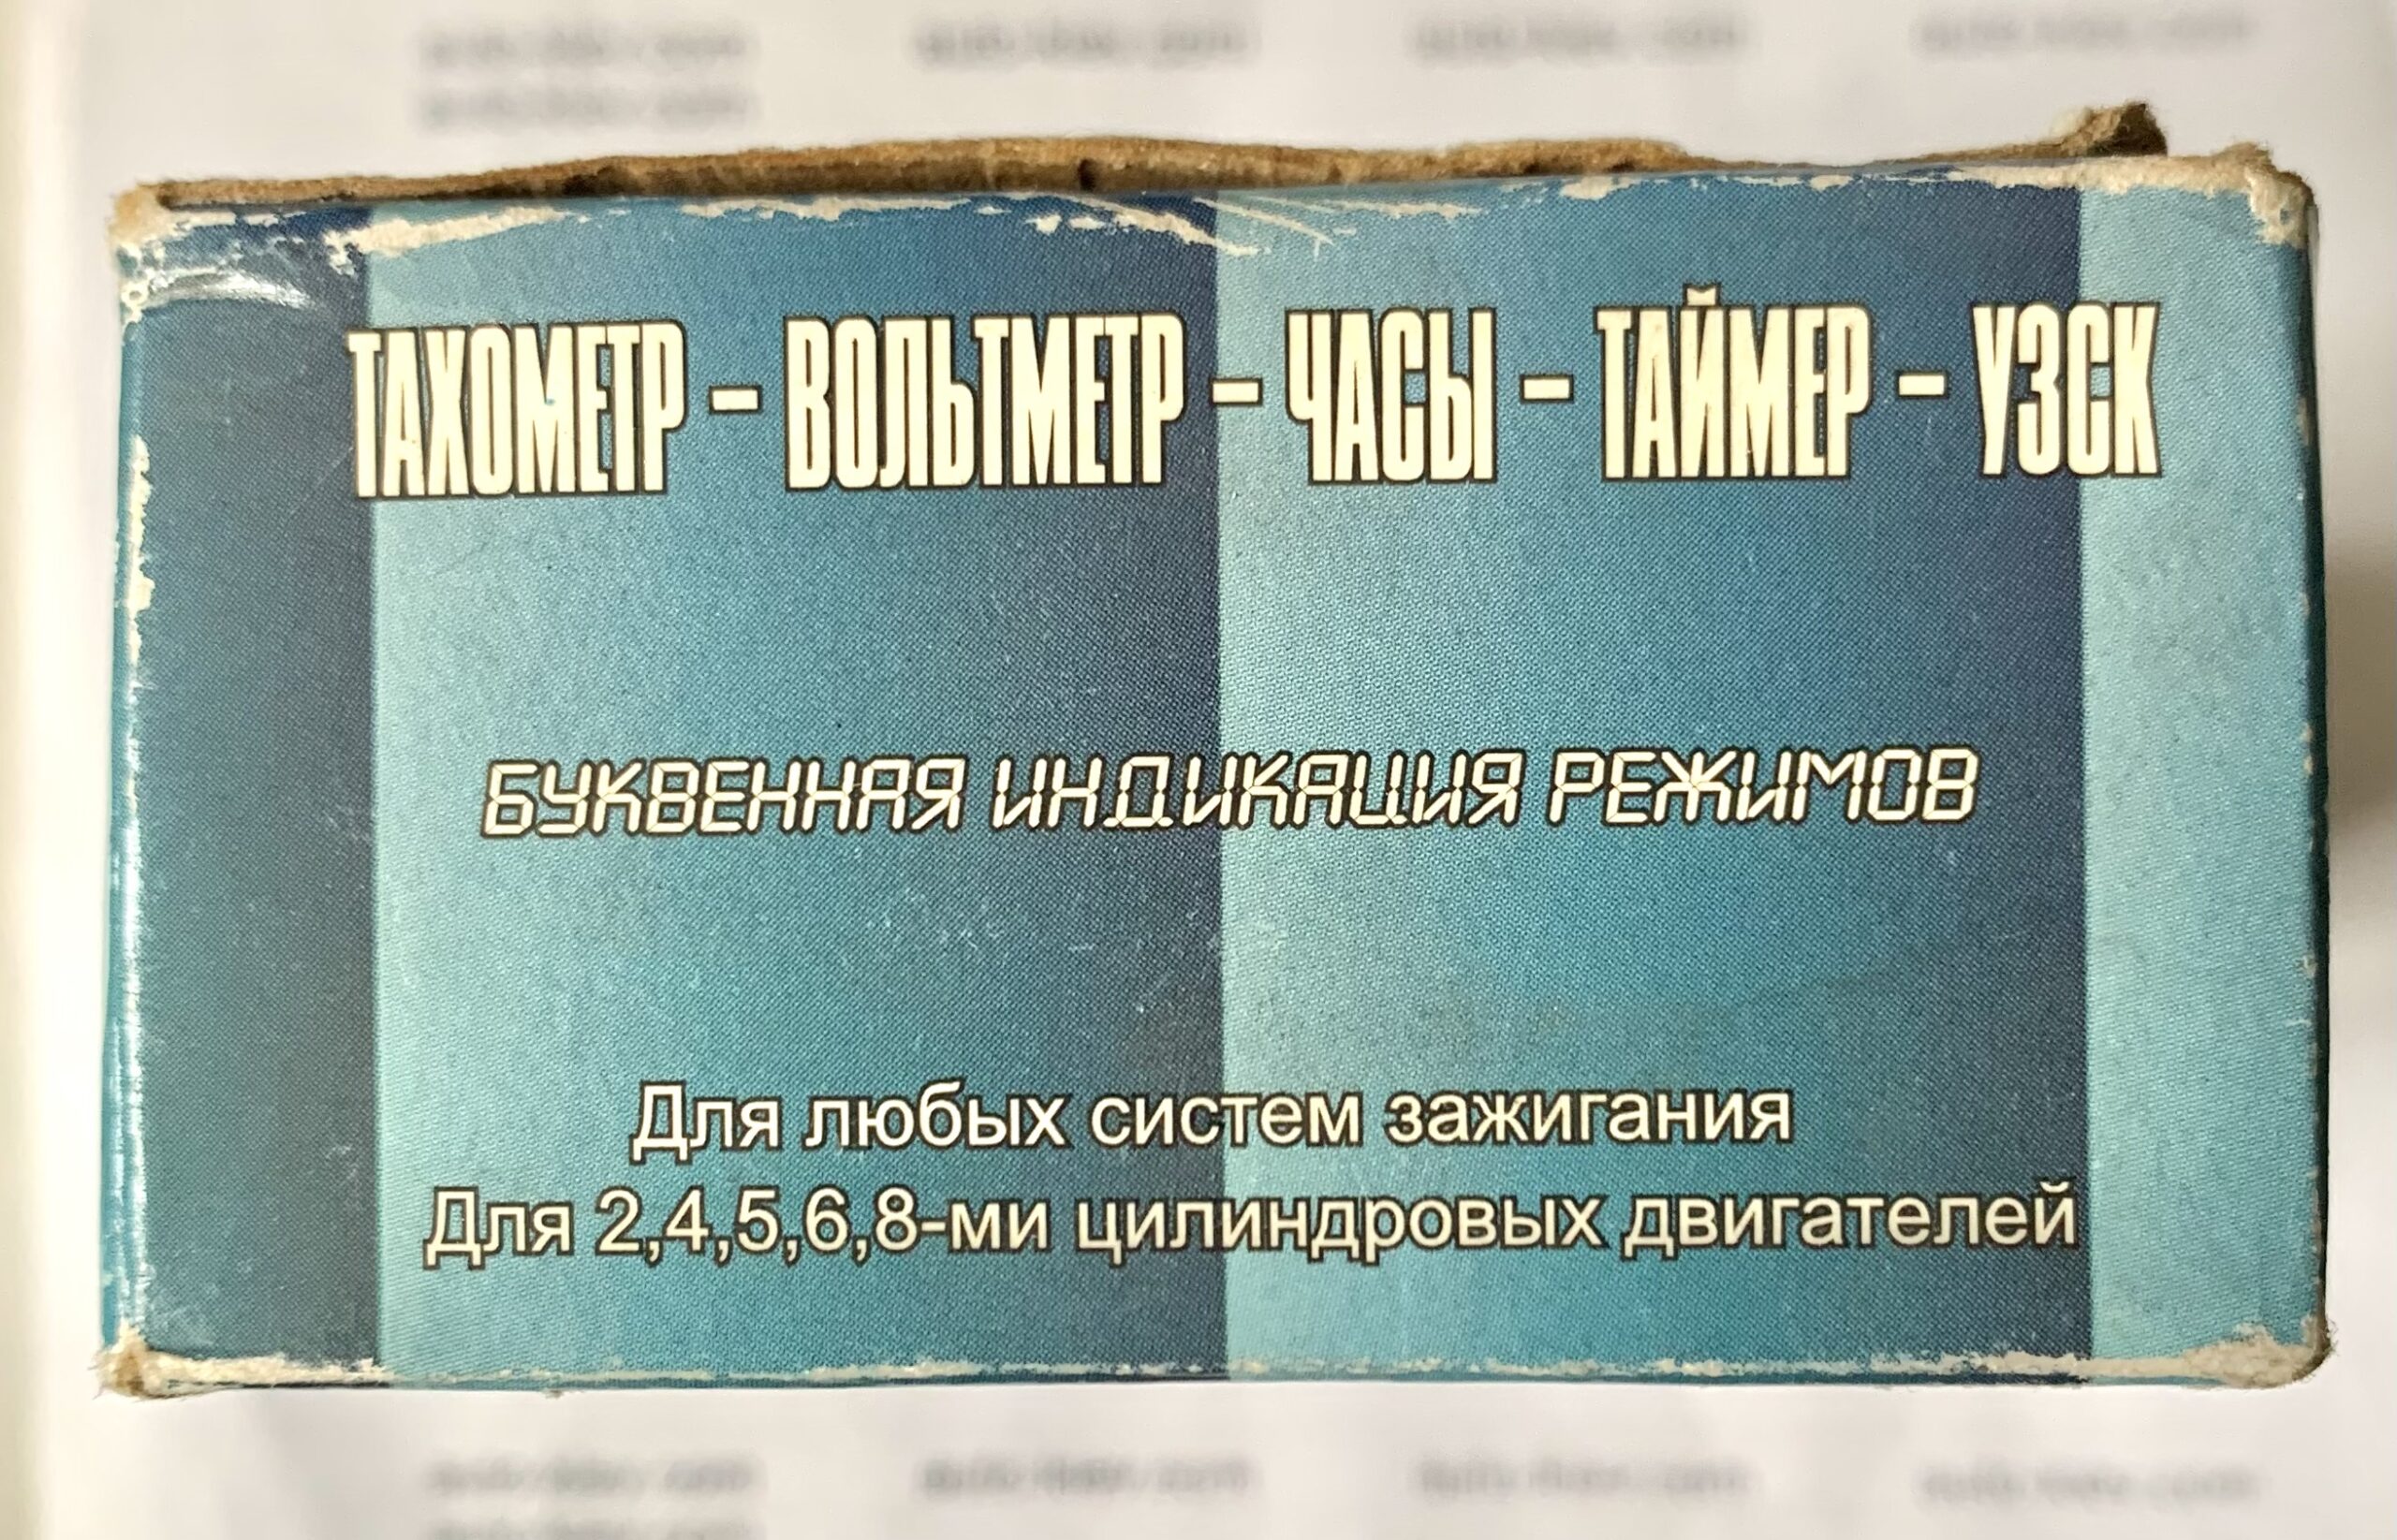 ТАХОМЕТР – ВОЛЬТМЕТР – ЧАСЫ – ТАЙМЕР – УЗСК
БУКВЕННАЯ ИНДИКАЦИЯ РЕЖИМОВ
Для любых систем зажигания
Для 2,4,5,6,8-ми цилиндровых двигателей